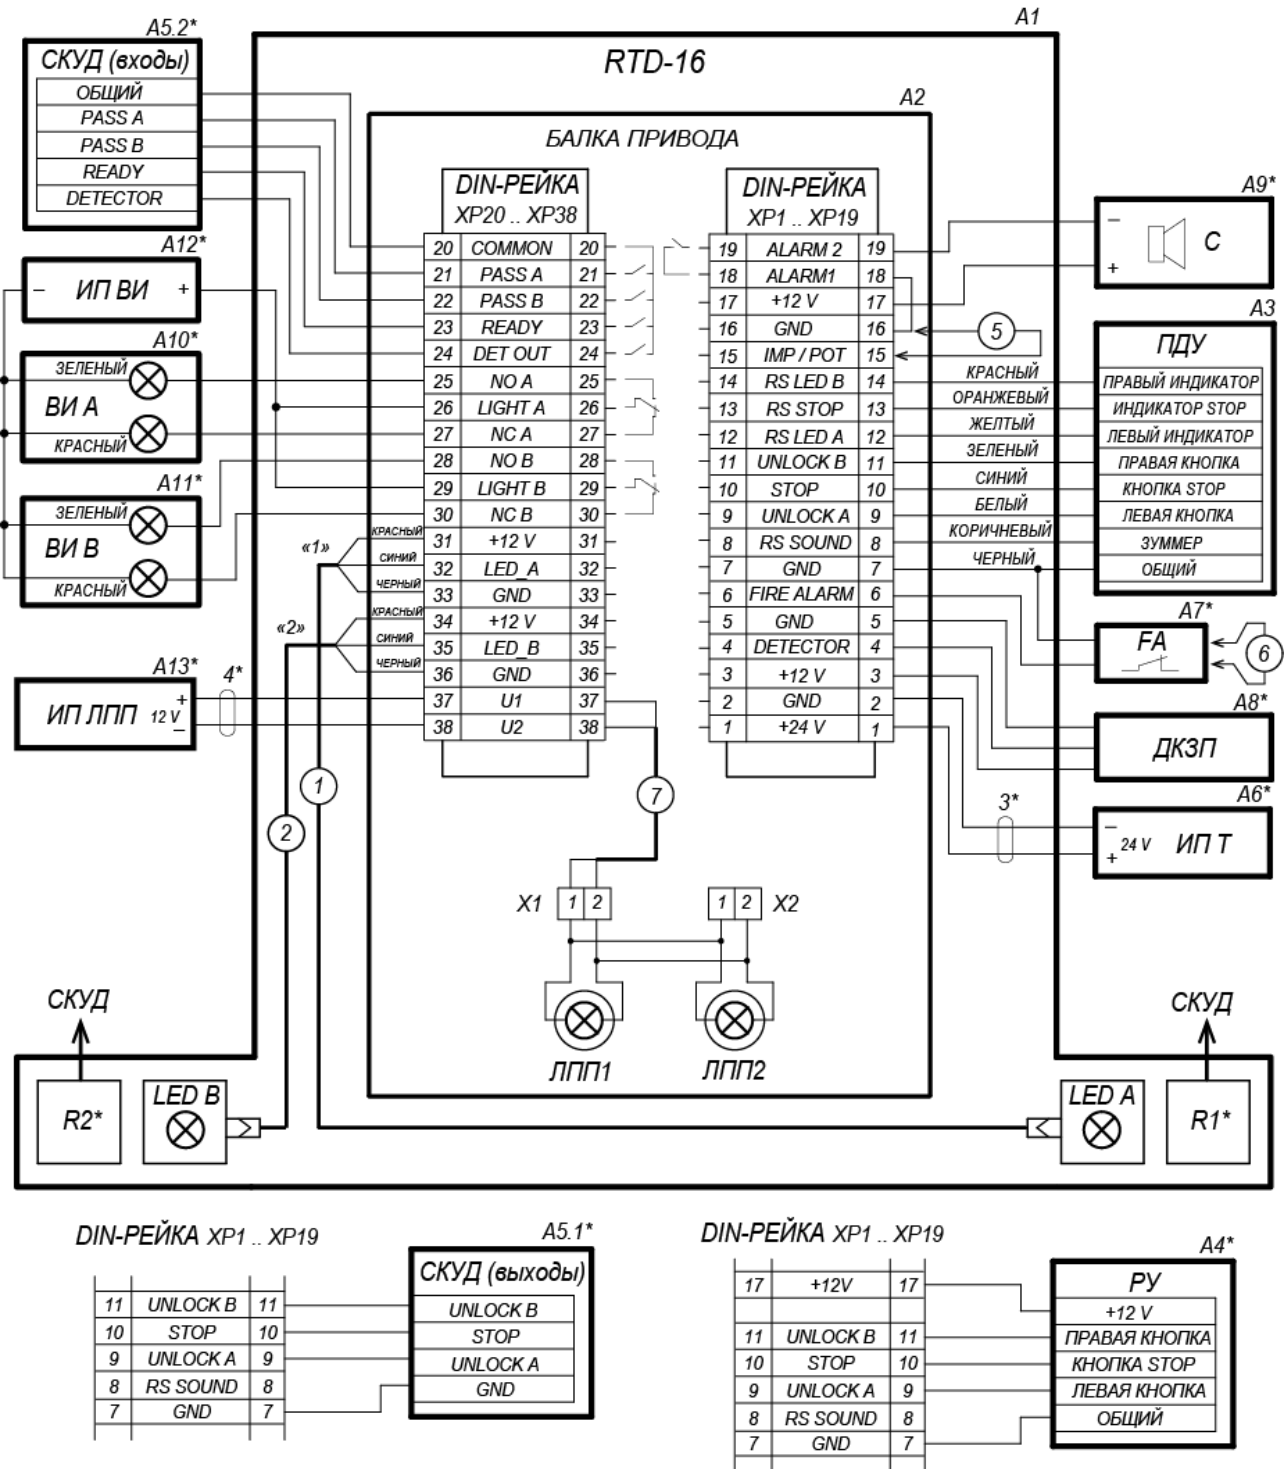 A1
RTD-16
A2
БАЛКА ПРИВОДА
A5.2*
СКУД (входы)
ОБЩИЙ
PASS A
PASS B
READY
DETECTOR
A12*
– ИП ВИ +
A10*
ЗЕЛЕНЫЙ
ВИ А
КРАСНЫЙ
A11*
ЗЕЛЕНЫЙ
ВИ В
КРАСНЫЙ
A13*
ИП ЛПП 12 V + –
4*
«1»
КРАСНЫЙ
СИНИЙ
ЧЕРНЫЙ
«2»
КРАСНЫЙ
СИНИЙ
ЧЕРНЫЙ
DIN-РЕЙКА
XP20 .. XP38
20 COMMON 20
21 PASS A 21
22 PASS B 22
23 READY 23
24 DET OUT 24
25 NO A 25
26 LIGHT A 26
27 NC A 27
28 NO B 28
29 LIGHT B 29
30 NC B 30
31 +12 V 31
32 LED_A 32
33 GND 33
34 +12 V 34
35 LED_B 35
36 GND 36
37 U1 37
38 U2 38
DIN-РЕЙКА
XP1 .. XP19
19 ALARM 2 19
18 ALARM1 18
17 +12 V 17
16 GND 16
15 IMP / POT 15
14 RS LED B 14
13 RS STOP 13
12 RS LED A 12
11 UNLOCK B 11
10 STOP 10
9 UNLOCK A 9
8 RS SOUND 8
7 GND 7
6 FIRE ALARM 6
5 GND 5
4 DETECTOR 4
3 +12 V 3
2 GND 2
1 +24 V 1
5
КРАСНЫЙ
ОРАНЖЕВЫЙ
ЖЕЛТЫЙ
ЗЕЛЕНЫЙ
СИНИЙ
БЕЛЫЙ
КОРИЧНЕВЫЙ
ЧЕРНЫЙ
A9*
– + С
A3
ПДУ
ПРАВЫЙ ИНДИКАТОР
ИНДИКАТОР STOP
ЛЕВЫЙ ИНДИКАТОР
ПРАВАЯ КНОПКА
КНОПКА STOP
ЛЕВАЯ КНОПКА
ЗУММЕР
ОБЩИЙ
A7*
FA
6
A8*
ДКЗП
A6*
3*
– + 24 V ИП Т
1
2
7
X1 1 2
1 2 X2
ЛПП1
ЛПП2
СКУД
R2*
LED B
LED A
СКУД
R1*
DIN-РЕЙКА XP1 .. XP19
11 UNLOCK B 11
10 STOP 10
9 UNLOCK A 9
8 RS SOUND 8
7 GND 7
A5.1*
СКУД (выходы)
UNLOCK B
STOP
UNLOCK A
GND
DIN-РЕЙКА XP1 .. XP19
17 +12V 17
11 UNLOCK B 11
10 STOP 10
9 UNLOCK A 9
8 RS SOUND 8
7 GND 7
A4*
РУ
+12 V
ПРАВАЯ КНОПКА
КНОПКА STOP
ЛЕВАЯ КНОПКА
ОБЩИЙ